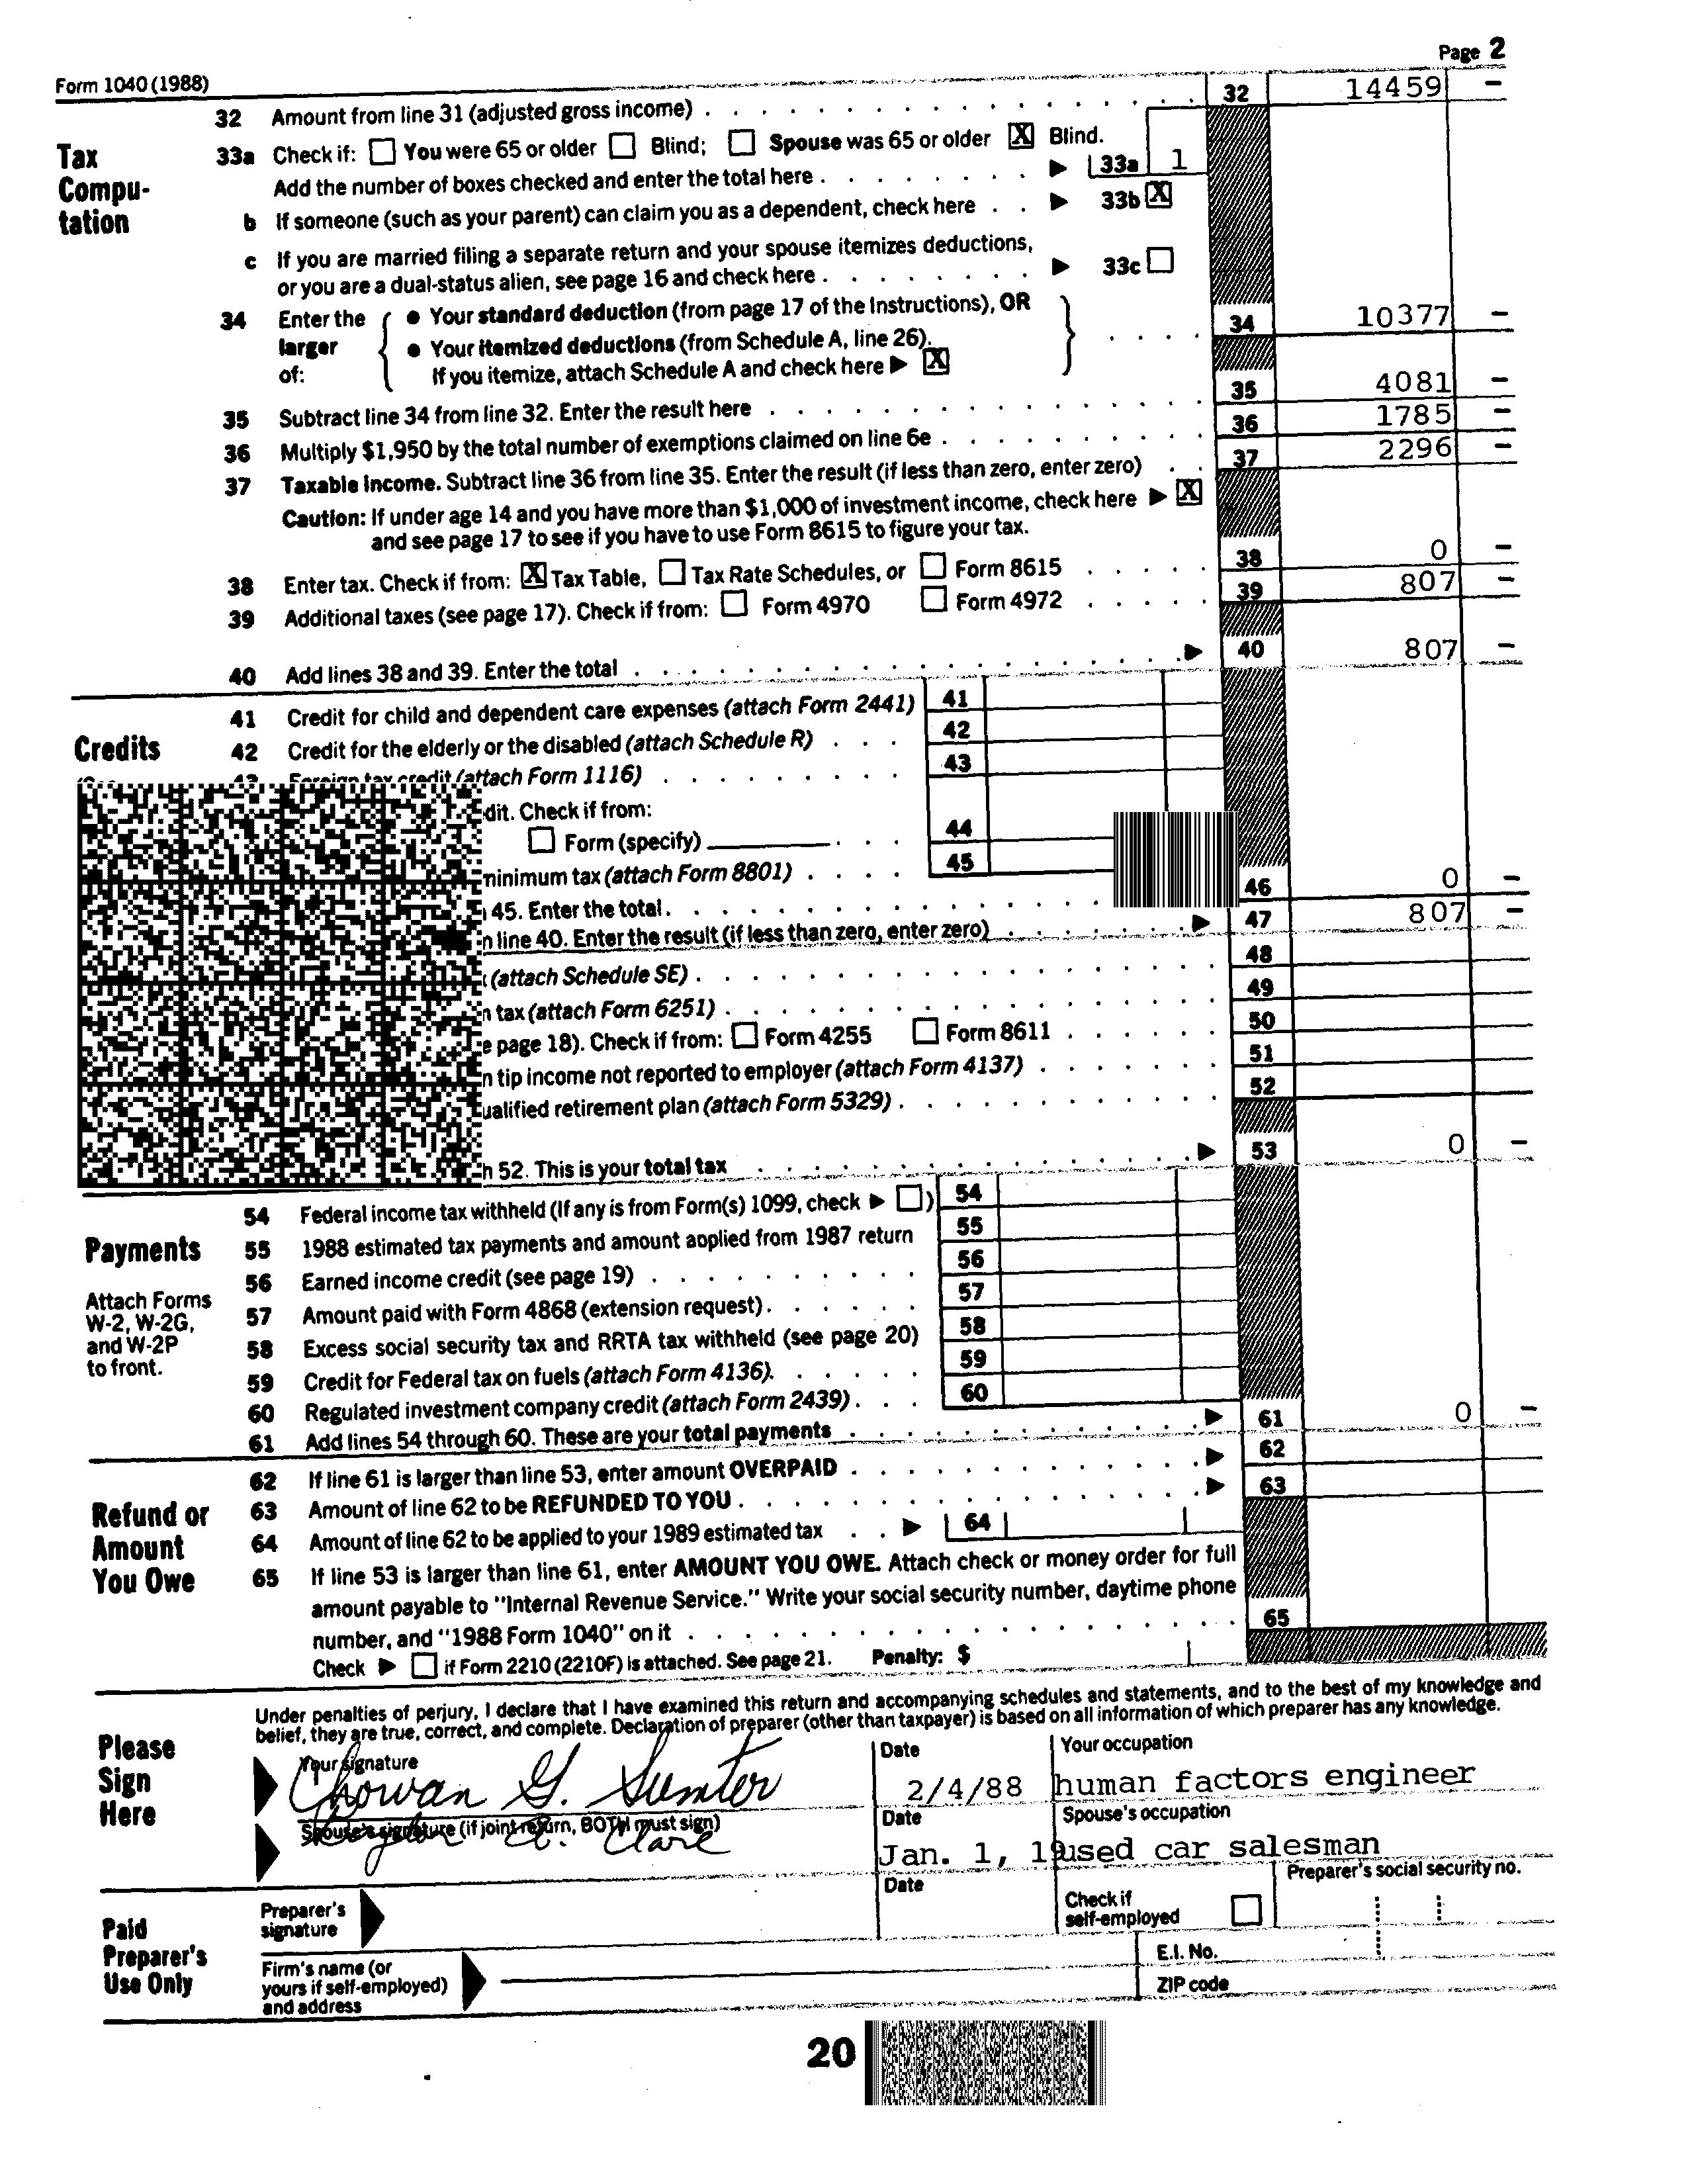 Page 2
Form 1040 (1988)
32 Amount from line 31 (adjusted gross income) 32 14459 –
Tax Compu- tation
33a Check if: You were 65 or older Blind; Spouse was 65 or older X Blind.
Add the number of boxes checked and enter the total here 33a 1
b If someone (such as your parent) can claim you as a dependent, check here 33b X
c If you are married filing a separate return and your spouse itemizes deductions,
or you are a dual-status alien, see page 16 and check here 33c
34 Enter the larger of: • Your standard deduction (from page 17 of the Instructions), OR 34 10377 –
• Your itemized deductions (from Schedule A, line 26).
If you itemize, attach Schedule A and check here X
35 Subtract line 34 from line 32. Enter the result here 35 4081 –
36 Multiply $1,950 by the total number of exemptions claimed on line 6e 36 1785 –
37 Taxable income. Subtract line 36 from line 35. Enter the result (if less than zero, enter zero) 37 2296 –
Caution: If under age 14 and you have more than $1,000 of investment income, check here X
and see page 17 to see if you have to use Form 8615 to figure your tax.
38 Enter tax. Check if from: X Tax Table, Tax Rate Schedules, or Form 8615 38 0 –
39 Additional taxes (see page 17). Check if from: Form 4970 Form 4972 39 807 –
40 Add lines 38 and 39. Enter the total 40 807 –
Credits
41 Credit for child and dependent care expenses (attach Form 2441) 41
42 Credit for the elderly or the disabled (attach Schedule R) 42
43 Foreign tax credit (attach Form 1116) 43
dit. Check if from:
Form (specify) 44
minimum tax (attach Form 8801) 45
45. Enter the total. 46 0 –
n line 40. Enter the result (if less than zero, enter zero) 47 807 –
(attach Schedule SE) 48
n tax (attach Form 6251) 49
e page 18). Check if from: Form 4255 Form 8611 50
n tip income not reported to employer (attach Form 4137) 51
ualified retirement plan (attach Form 5329) 52
h 52. This is your total tax 53 0 –
Payments
Attach Forms W-2, W-2G, and W-2P to front.
54 Federal income tax withheld (If any is from Form(s) 1099, check ) 54
55 1988 estimated tax payments and amount applied from 1987 return 55
56 Earned income credit (see page 19) 56
57 Amount paid with Form 4868 (extension request) 57
58 Excess social security tax and RRTA tax withheld (see page 20) 58
59 Credit for Federal tax on fuels (attach Form 4136) 59
60 Regulated investment company credit (attach Form 2439) 60
61 Add lines 54 through 60. These are your total payments 61 0 –
Refund or Amount You Owe
62 If line 61 is larger than line 53, enter amount OVERPAID 62
63 Amount of line 62 to be REFUNDED TO YOU 63
64 Amount of line 62 to be applied to your 1989 estimated tax 64
65 If line 53 is larger than line 61, enter AMOUNT YOU OWE. Attach check or money order for full
amount payable to "Internal Revenue Service." Write your social security number, daytime phone
number, and "1988 Form 1040" on it 65
Check if Form 2210 (2210F) is attached. See page 21. Penalty: $
Please Sign Here
Under penalties of perjury, I declare that I have examined this return and accompanying schedules and statements, and to the best of my knowledge and
belief, they are true, correct, and complete. Declaration of preparer (other than taxpayer) is based on all information of which preparer has any knowledge.
Your signature Date Your occupation
Chowan G. Sumter 2/4/88 human factors engineer
Spouse's signature (if joint return, BOTH must sign) Date Spouse's occupation
A. Clare Jan. 1, 19 used car salesman
Paid Preparer's Use Only
Preparer's signature Date Check if self-employed Preparer's social security no.
Firm's name (or yours if self-employed) and address E.I. No.
ZIP code
20